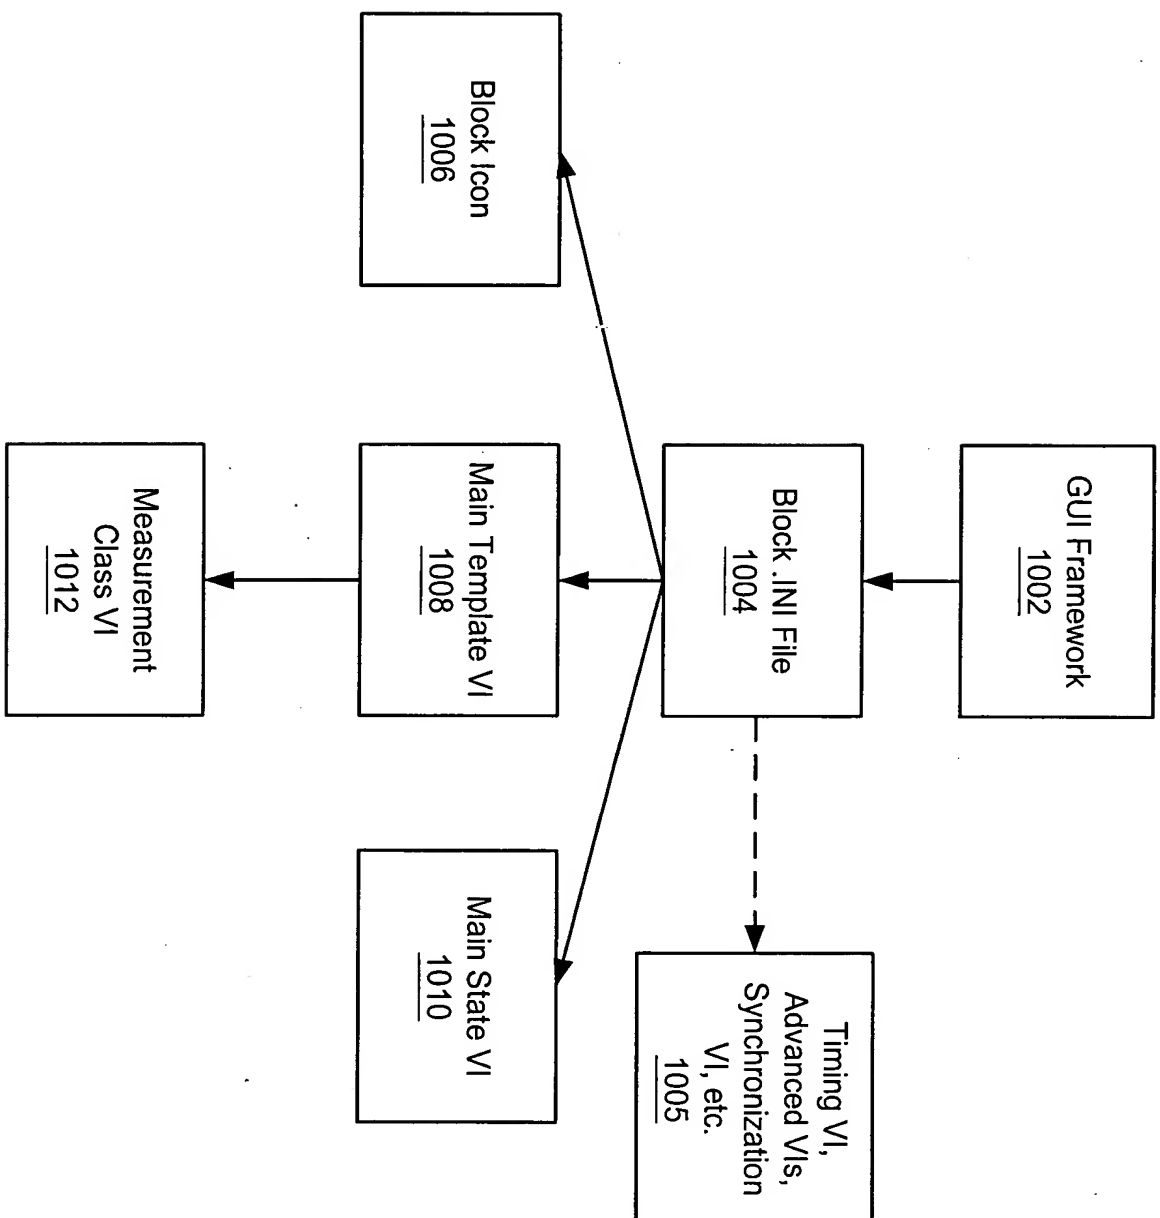 GUI Framework
1002
Block .INI File
1004
Timing VI,
Advanced VIs,
Synchronization
VI, etc.
1005
Block Icon
1006
Main Template VI
1008
Main State VI
1010
Measurement
Class VI
1012